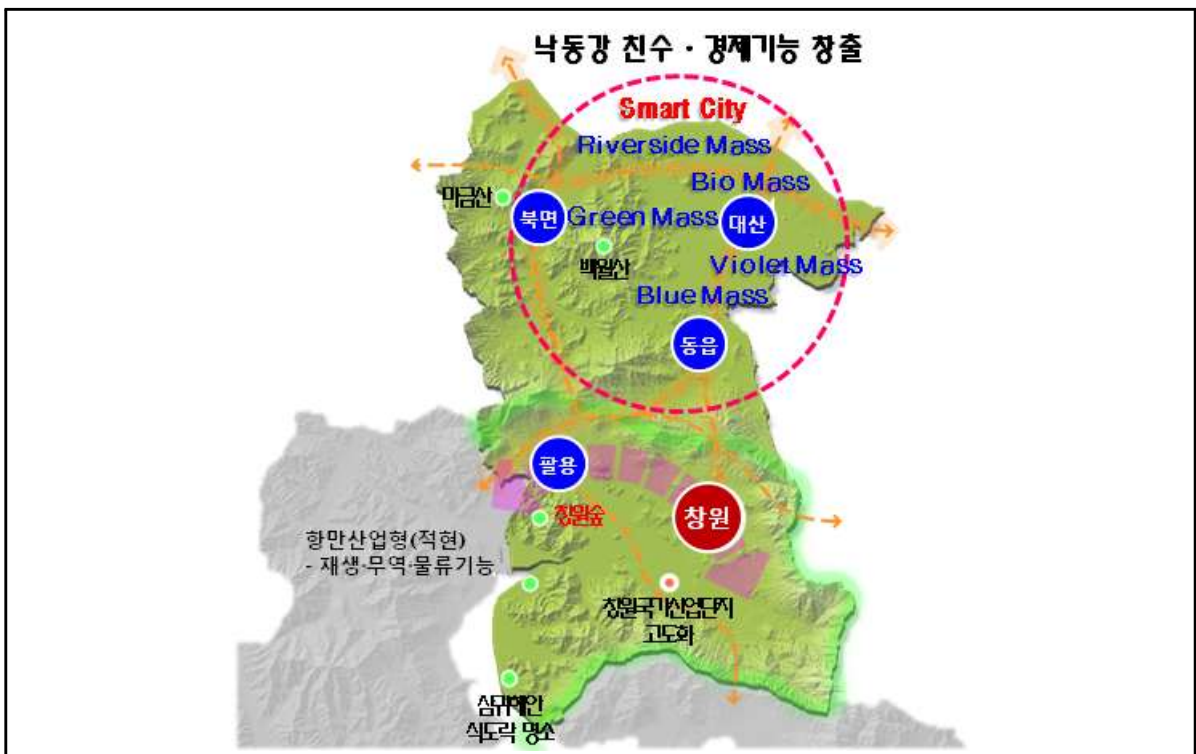 낙동강 친수 · 경제기능 창출
Smart City
Riverside Mass
Bio Mass
마금산
북면
Green Mass
대산
백월산
Violet Mass
Blue Mass
동읍
팔용
창원숲
창원
항만산업형(적현)
- 재생·무역·물류기능
창원국가산업단지
고도화
삼귀해안
식도락 명소